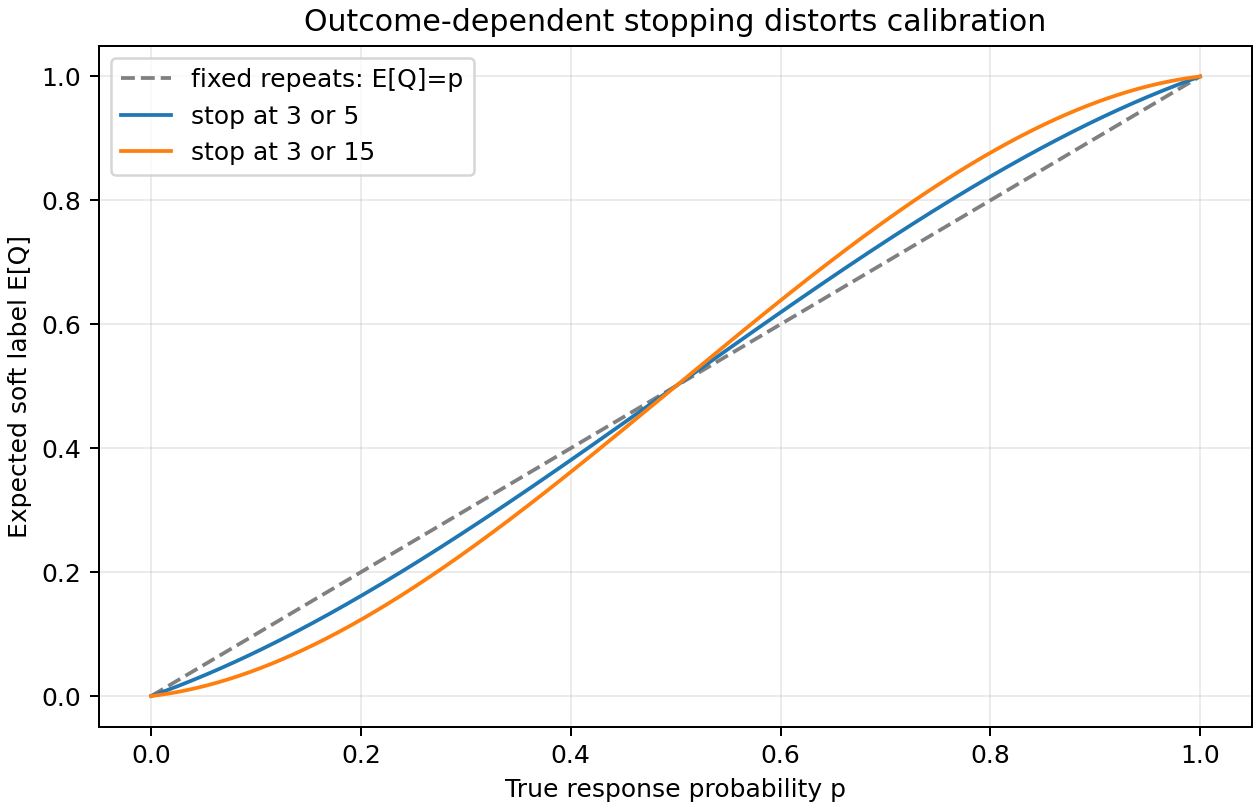 Outcome-dependent stopping distorts calibration
fixed repeats: E[Q]=p
stop at 3 or 5
stop at 3 or 15
Expected soft label E[Q]
1.0
0.8
0.6
0.4
0.2
0.0
0.0 0.2 0.4 0.6 0.8 1.0
True response probability p